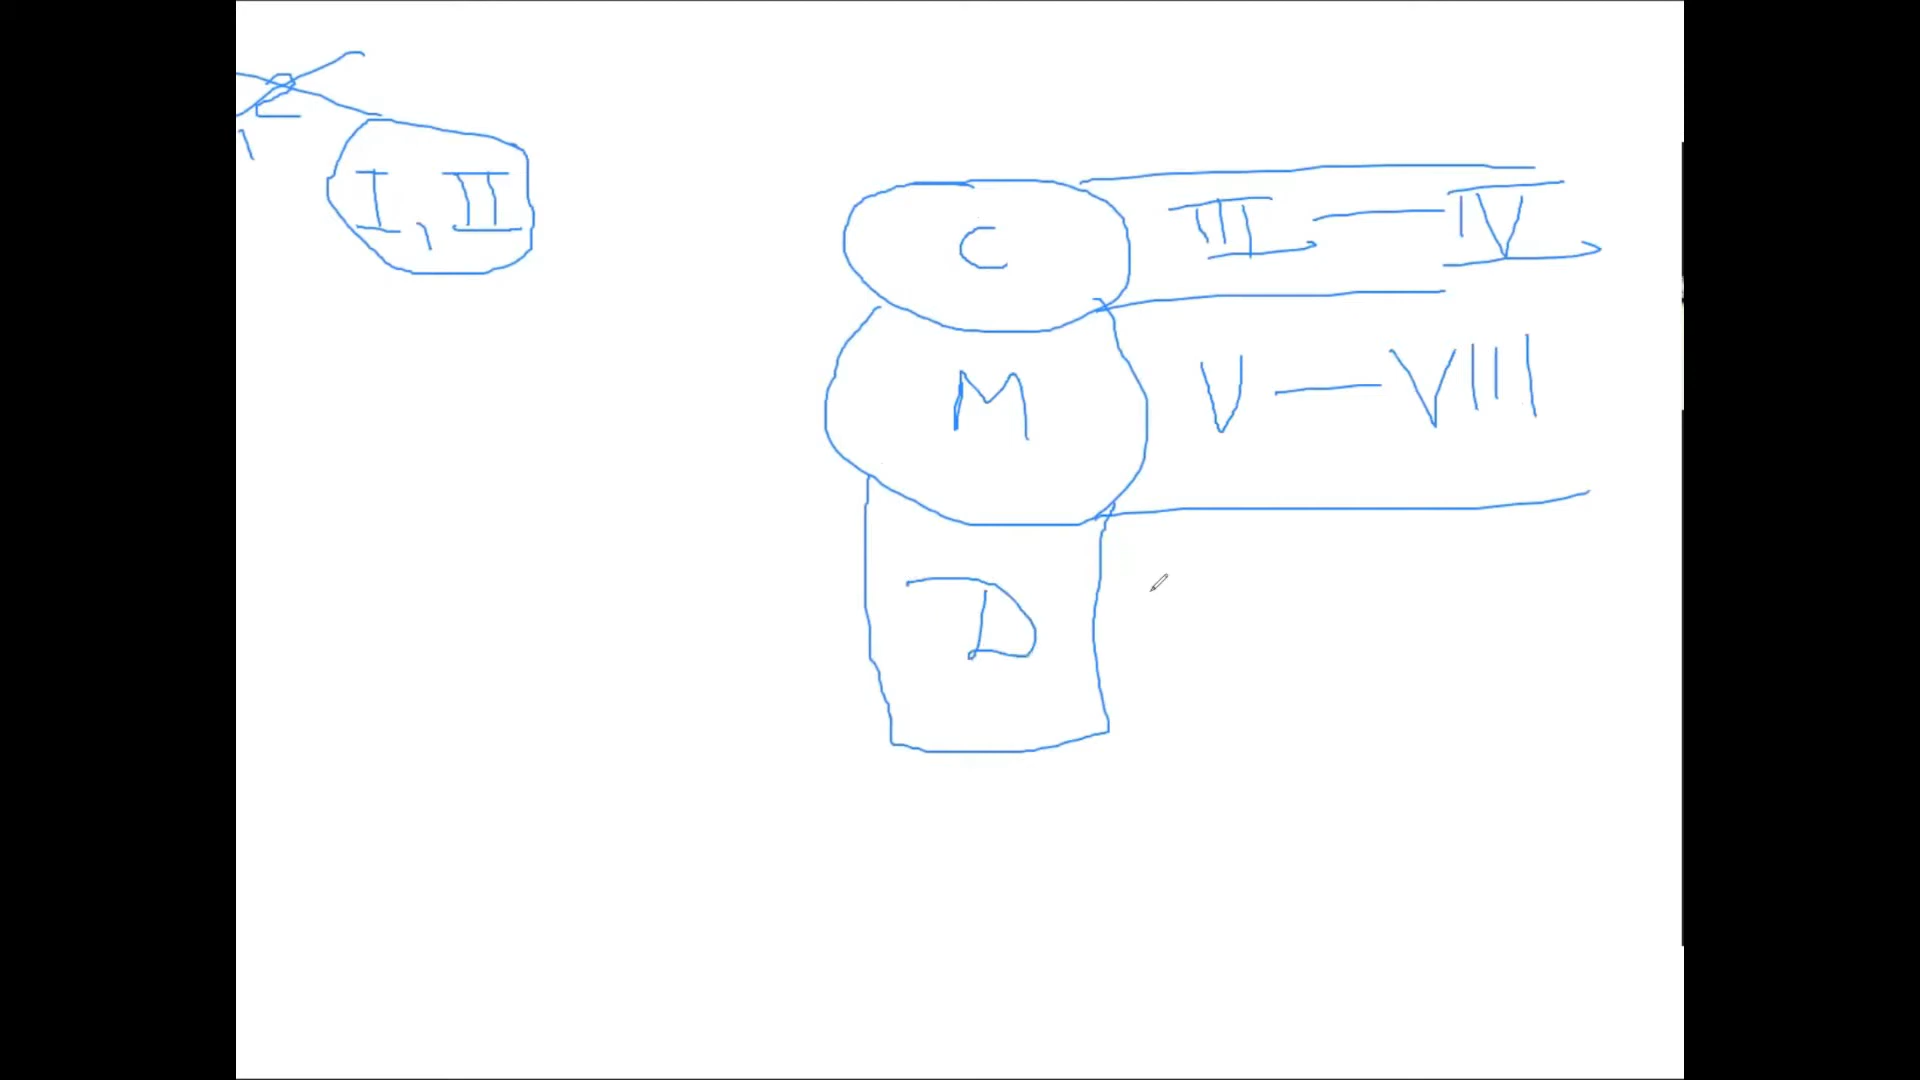 I, II
C III — IV
M V — VIII
D